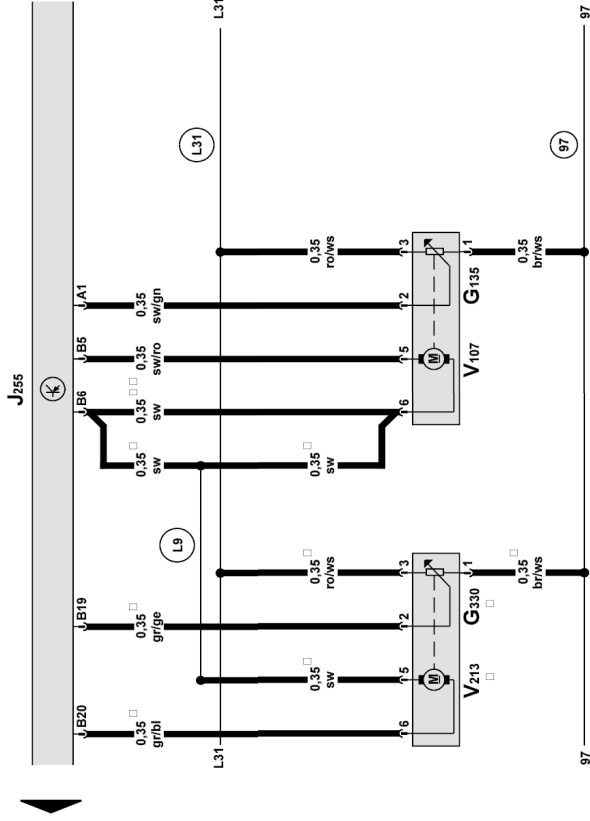 J255
B20 B19 B6 B5 A1
0,35 0,35 0,35 0,35 0,35 0,35
gr/bl gr/ge sw sw sw/ro sw/gn
L9 L31
L31 L31
0,35 0,35 0,35 0,35
sw ro/ws sw ro/ws
6 5 2 3 6 5 2 3
M M
1 1
V213 G330 V107 G135
0,35 0,35
br/ws br/ws
97
97 97